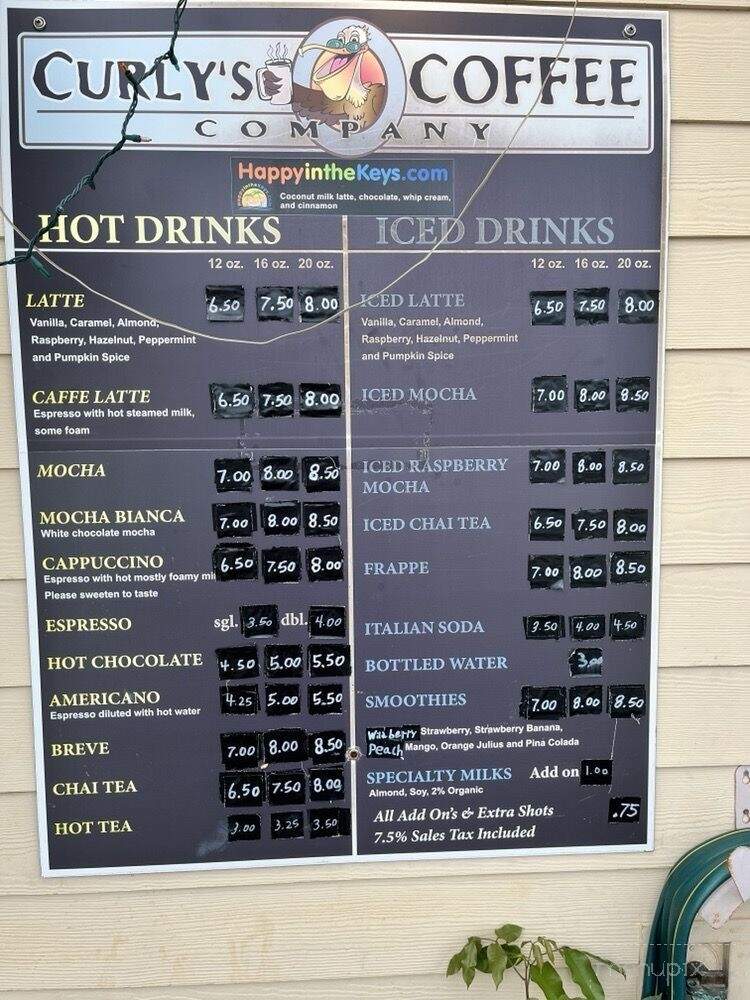 CURLY'S COFFEE
COMPANY
HappyintheKeys.com
Coconut milk latte, chocolate, whip cream,
and cinnamon
HOT DRINKS
12 oz. 16 oz. 20 oz.
LATTE 6.50 7.50 8.00
Vanilla, Caramel, Almond,
Raspberry, Hazelnut, Peppermint
and Pumpkin Spice
CAFFE LATTE 6.50 7.50 8.00
Espresso with hot steamed milk,
some foam
MOCHA 7.00 8.00 8.50
MOCHA BIANCA 7.00 8.00 8.50
White chocolate mocha
CAPPUCCINO 6.50 7.50 8.00
Espresso with hot mostly foamy
Please sweeten to taste
ESPRESSO sgl. 3.50 dbl. 4.00
HOT CHOCOLATE 4.50 5.00 5.50
AMERICANO 4.25 5.00 5.50
Espresso diluted with hot water
BREVE 7.00 8.00 8.50
CHAI TEA 6.50 7.50 8.00
HOT TEA 3.00 3.25 3.50
ICED DRINKS
12 oz. 16 oz. 20 oz.
ICED LATTE 6.50 7.50 8.00
Vanilla, Caramel, Almond,
Raspberry, Hazelnut, Peppermint
and Pumpkin Spice
ICED MOCHA 7.00 8.00 8.50
ICED RASPBERRY 7.00 8.00 8.50
MOCHA
ICED CHAI TEA 6.50 7.50 8.00
FRAPPE 7.00 8.00 8.50
ITALIAN SODA 3.50 4.00 4.50
BOTTLED WATER 3.00
SMOOTHIES 7.00 8.00 8.50
Strawberry, Strawberry Banana,
Peach Mango, Orange Julius and Pina Colada
SPECIALTY MILKS Add on 1.00
Almond, Soy, 2% Organic
All Add On's & Extra Shots .75
7.5% Sales Tax Included
menupix